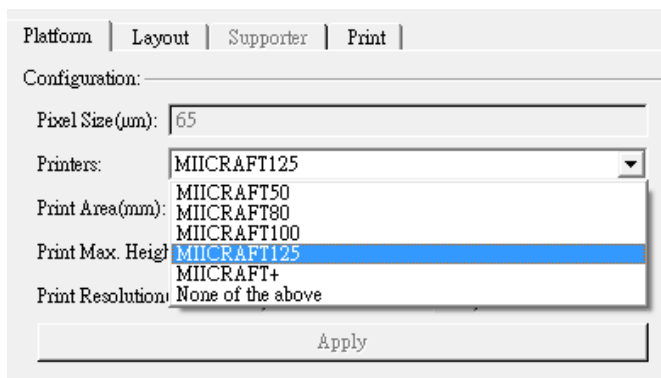 Platform Layout Supporter Print
Configuration:
Pixel Size(μm): 65
Printers: MIICRAFT125
MIICRAFT50
Print Area(mm): MIICRAFT80
MIICRAFT100
Print Max. Heigh MIICRAFT125
MIICRAFT+
Print Resolution( None of the above
Apply